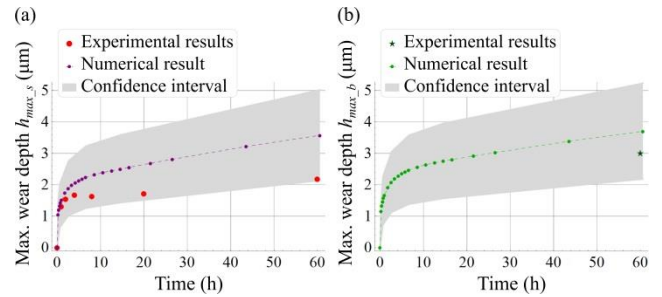 (a)
Experimental results
Numerical result
Confidence interval
Max. wear depth h_max_s (μm)
5
4
3
2
1
0
0 10 20 30 40 50 60
Time (h)
(b)
Experimental results
Numerical result
Confidence interval
Max. wear depth h_max_b (μm)
5
4
3
2
1
0
0 10 20 30 40 50 60
Time (h)